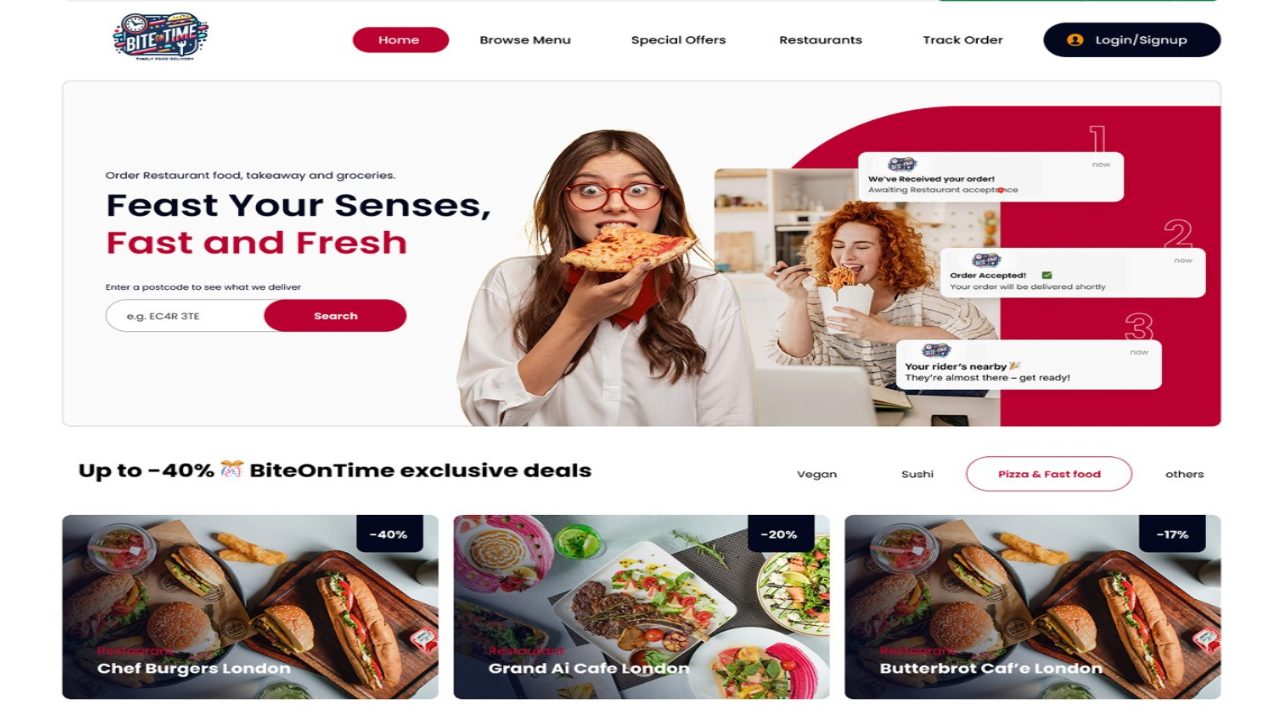 BITE ON TIME
TIMELY FOOD DELIVERY
Home
Browse Menu
Special Offers
Restaurants
Track Order
Login/Signup
Order Restaurant food, takeaway and groceries.
Feast Your Senses,
Fast and Fresh
Enter a postcode to see what we deliver
e.g. EC4R 3TE
Search
1
now
We've Received your order!
Awaiting Restaurant acceptance
2
now
Order Accepted! ✅
Your order will be delivered shortly
3
now
Your rider's nearby 🎉
They're almost there – get ready!
Up to -40% 🎊 BiteOnTime exclusive deals
Vegan
Sushi
Pizza & Fast food
others
-40%
Restaurant
Chef Burgers London
-20%
Restaurant
Grand Ai Cafe London
-17%
Restaurant
Butterbrot Caf’e London